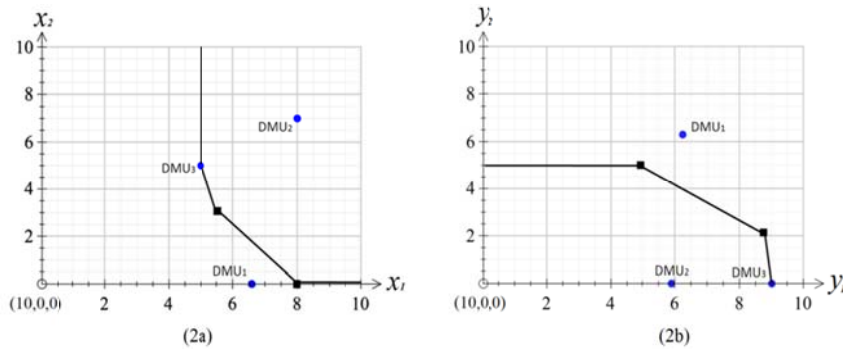 x₂
10
8
6
4
2
DMU₂
DMU₃
DMU₁
(10,0,0) 2 4 6 8 10 x₁
(2a)
y₂
10
8
6
4
2
DMU₁
DMU₂ DMU₃
(10,0,0) 2 4 6 8 10 y
(2b)